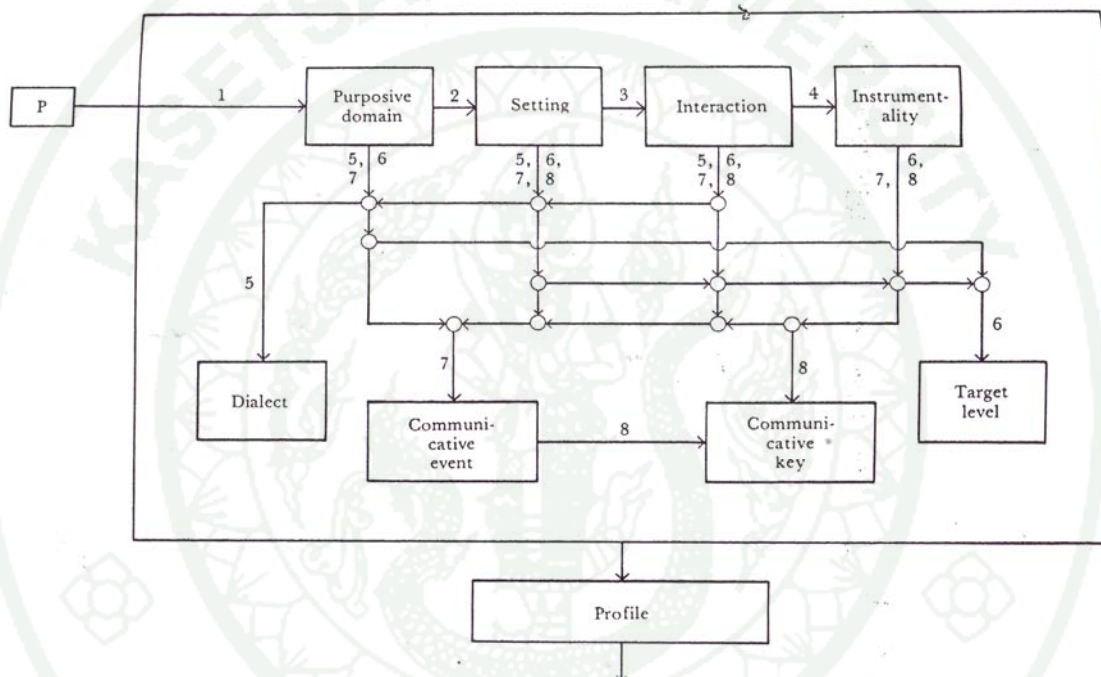 P
1
Purposive
domain
2
Setting
3
Interaction
4
Instrument-
ality
5, 6
7
5, 6,
7, 8
5, 6,
7, 8
6,
7, 8
5
7
8
6
Dialect
Communi-
cative
event
8
Communi-
cative
key
Target
level
Profile